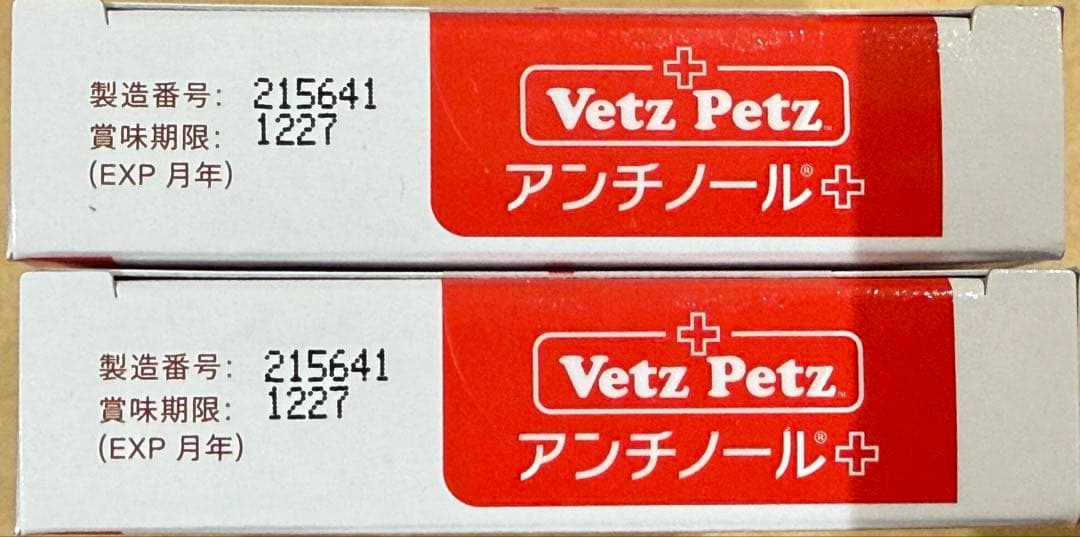 製造番号: 215641
賞味期限: 1227
(EXP 月年)
Vetz Petz™
アンチノール®
製造番号: 215641
賞味期限: 1227
(EXP 月年)
Vetz Petz™
アンチノール®